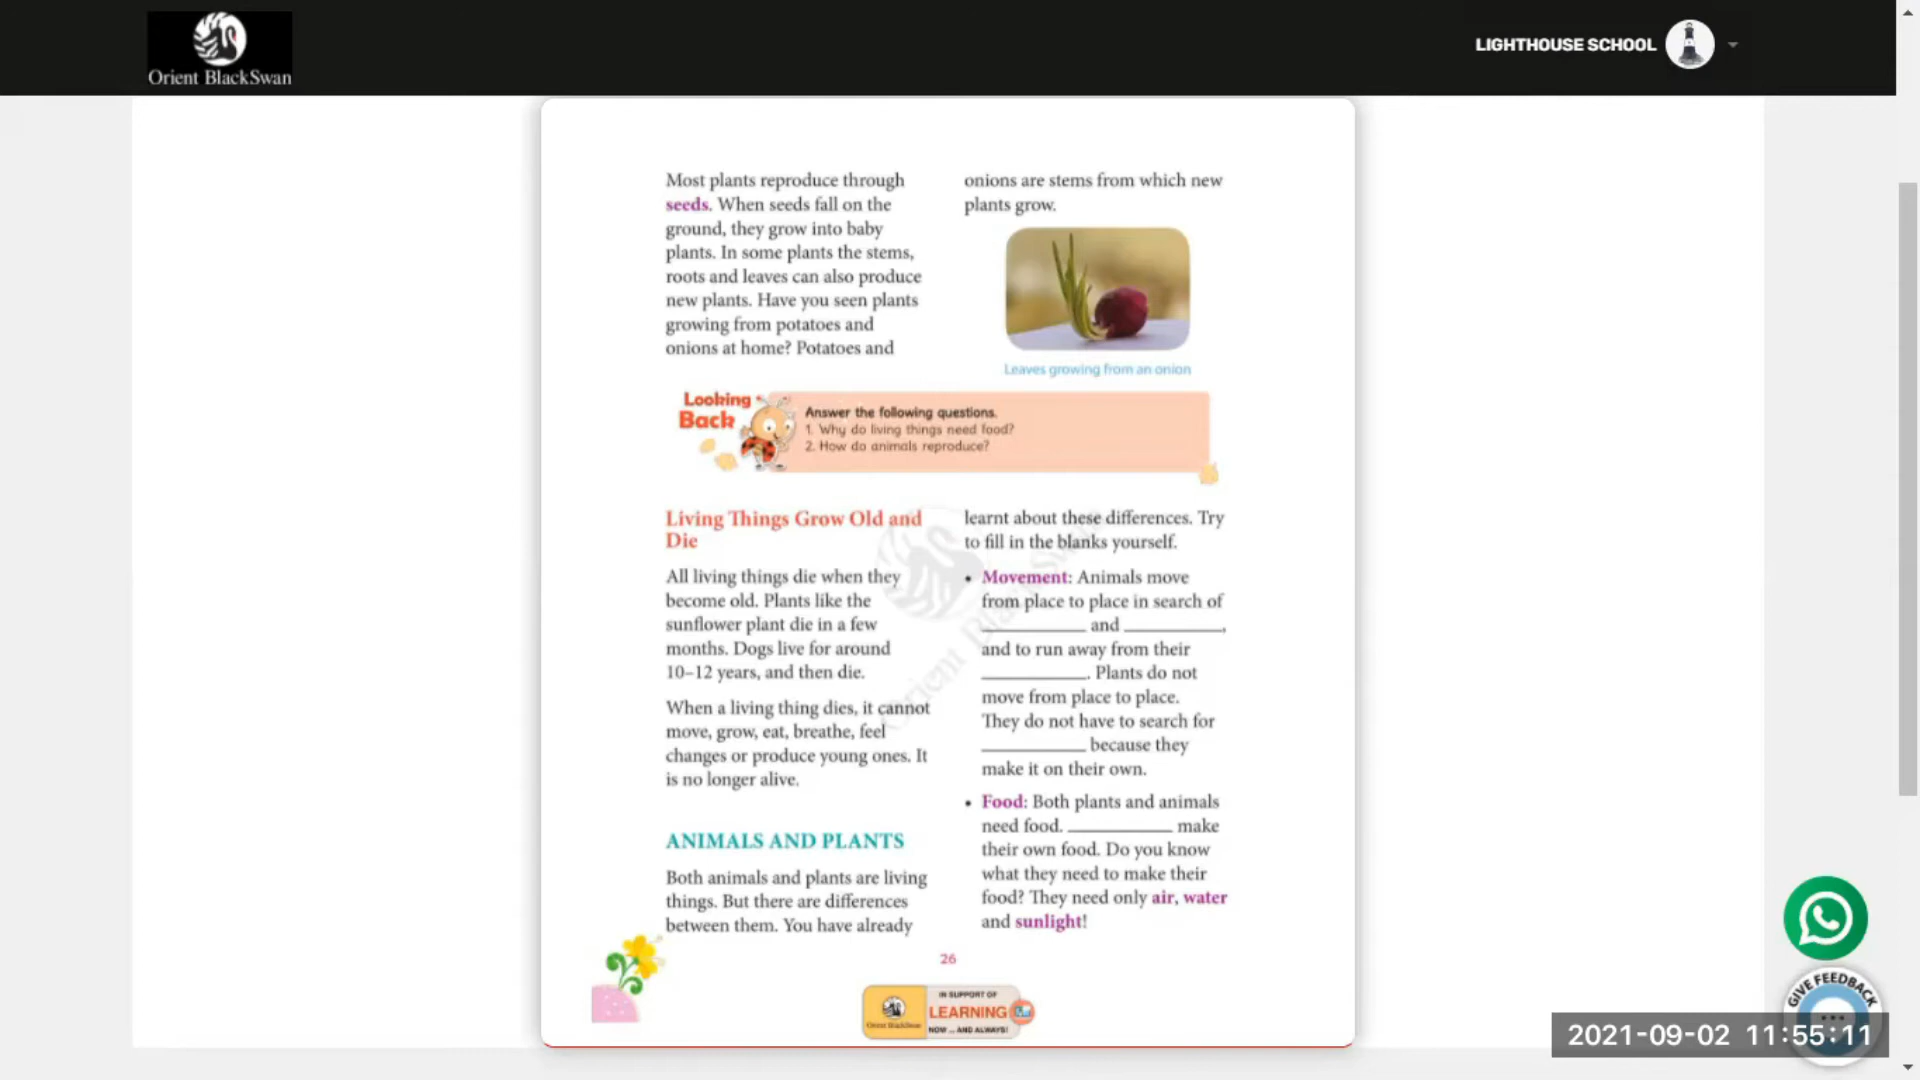 Orient BlackSwan
LIGHTHOUSE SCHOOL
Most plants reproduce through
seeds. When seeds fall on the
ground, they grow into baby
plants. In some plants the stems,
roots and leaves can also produce
new plants. Have you seen plants
growing from potatoes and
onions at home? Potatoes and
onions are stems from which new
plants grow.
Leaves growing from an onion
Looking
Back
Answer the following questions.
1. Why do living things need food?
2. How do animals reproduce?
Living Things Grow Old and
Die
All living things die when they
become old. Plants like the
sunflower plant die in a few
months. Dogs live for around
10–12 years, and then die.
When a living thing dies, it cannot
move, grow, eat, breathe, feel
changes or produce young ones. It
is no longer alive.
ANIMALS AND PLANTS
Both animals and plants are living
things. But there are differences
between them. You have already
learnt about these differences. Try
to fill in the blanks yourself.
• Movement: Animals move
from place to place in search of
__________ and __________,
and to run away from their
__________. Plants do not
move from place to place.
They do not have to search for
__________ because they
make it on their own.
• Food: Both plants and animals
need food. __________ make
their own food. Do you know
what they need to make their
food? They need only air, water
and sunlight!
Orient BlackSwan
26
Orient BlackSwan
IN SUPPORT OF
LEARNING
NOW ... AND ALWAYS!
GIVE FEEDBACK
2021-09-02 11:55:11